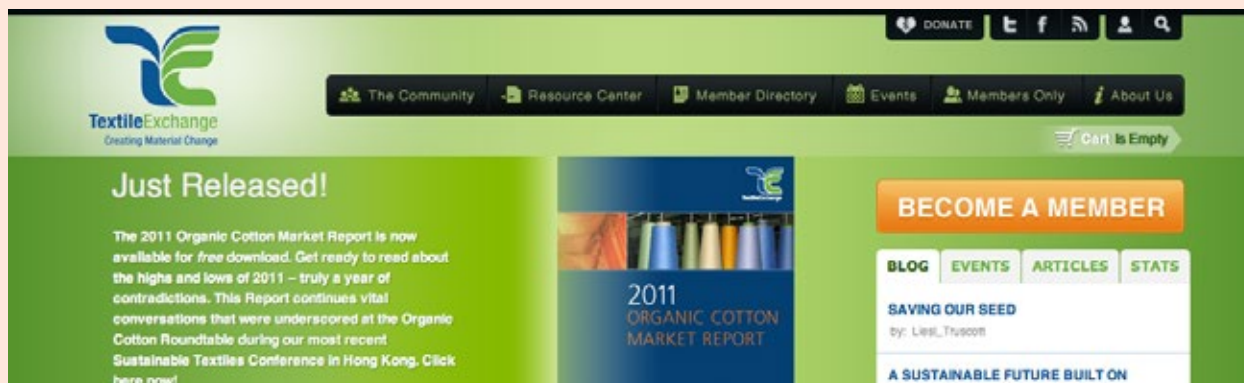 DONATE
The Community
Resource Center
Member Directory
Events
Members Only
About Us
TextileExchange
Creating Material Change
Cart Is Empty
Just Released!
The 2011 Organic Cotton Market Report is now
available for free download. Get ready to read about
the highs and lows of 2011 – truly a year of
contradictions. This Report continues vital
conversations that were underscored at the Organic
Cotton Roundtable during our most recent
Sustainable Textiles Conference in Hong Kong. Click
here now!
2011
ORGANIC COTTON
MARKET REPORT
BECOME A MEMBER
BLOG EVENTS ARTICLES STATS
SAVING OUR SEED
by: Liesl_Truscott
A SUSTAINABLE FUTURE BUILT ON